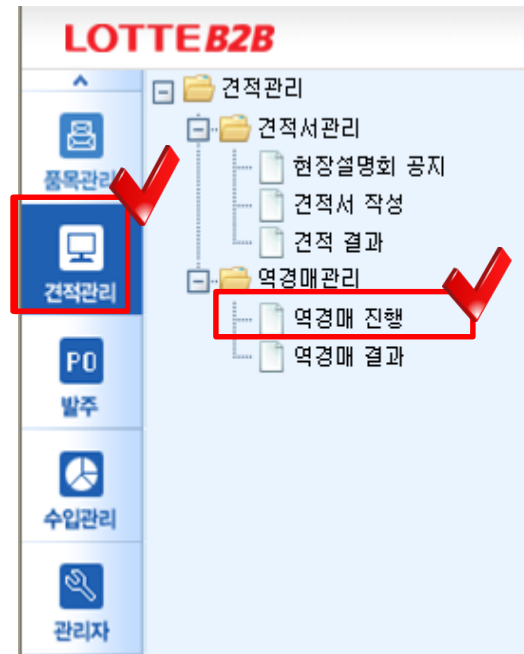 LOTTE B2B
품목관리
견적관리
PO
발주
수입관리
관리자
견적관리
견적서관리
현장설명회 공지
견적서 작성
견적 결과
역경매관리
역경매 진행
역경매 결과